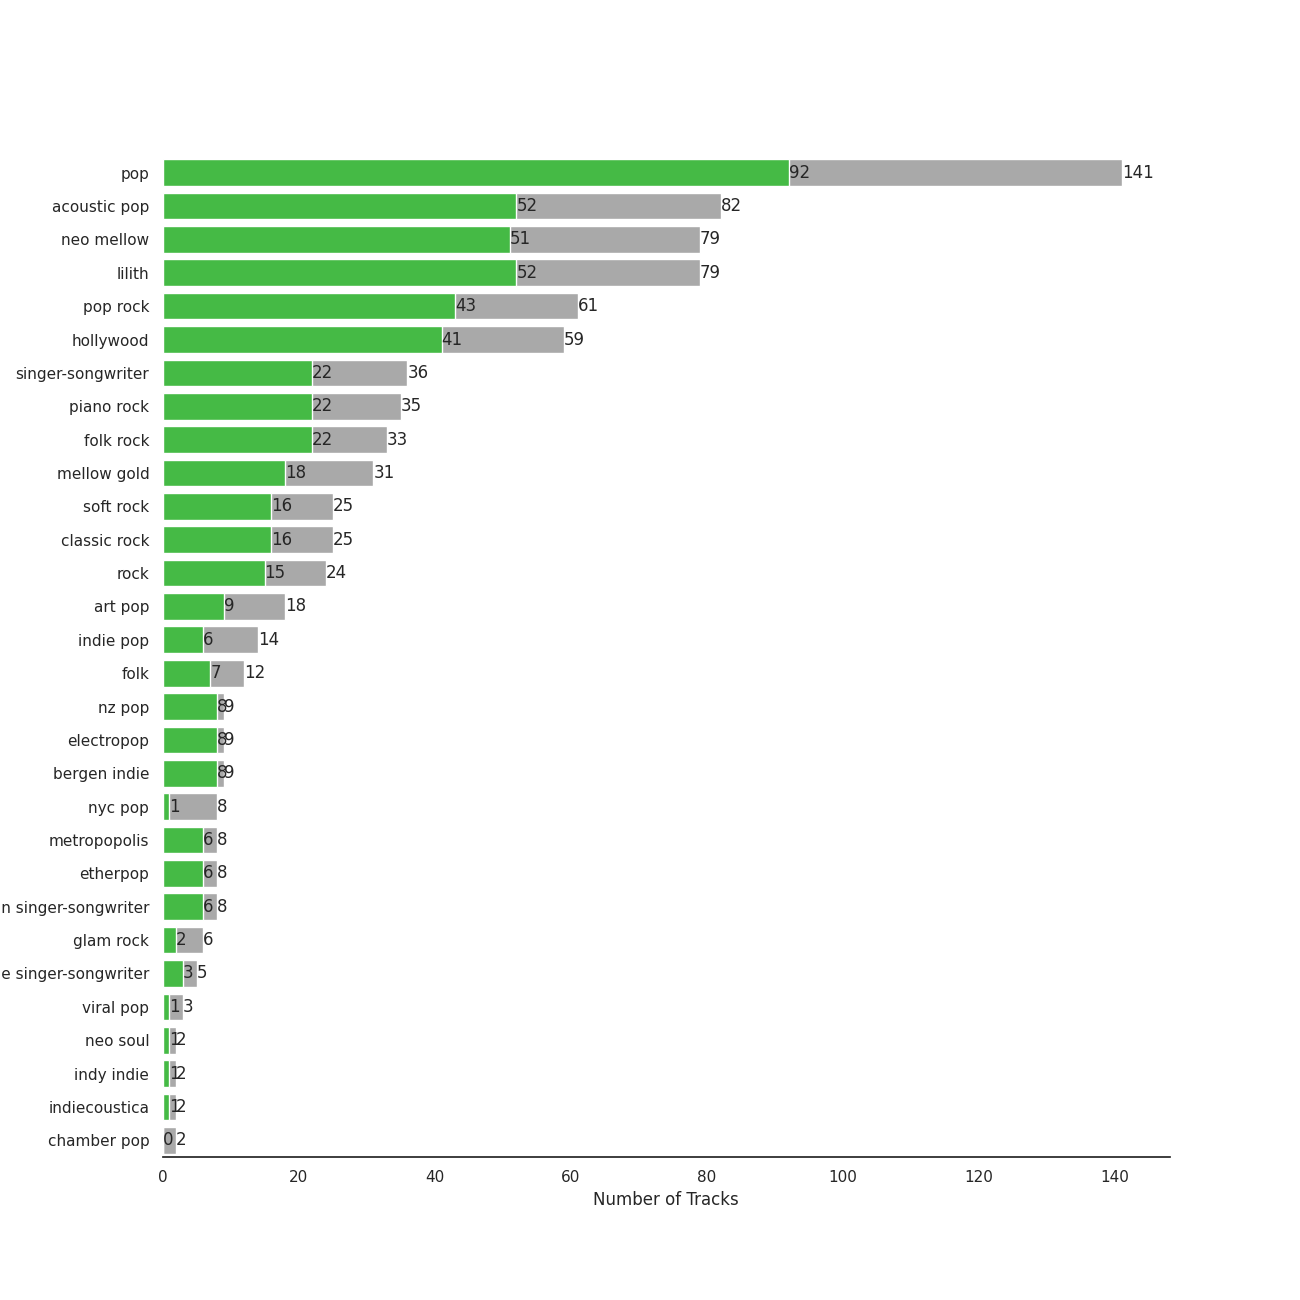 pop 92 141
acoustic pop 52 82
neo mellow 51 79
lilith 52 79
pop rock 43 61
hollywood 41 59
singer-songwriter 22 36
piano rock 22 35
folk rock 22 33
mellow gold 18 31
soft rock 16 25
classic rock 16 25
rock 15 24
art pop 9 18
indie pop 6 14
folk 7 12
nz pop 8 9
electropop 8 9
bergen indie 8 9
nyc pop 1 8
metropopolis 6 8
etherpop 6 8
n singer-songwriter 6 8
glam rock 2 6
e singer-songwriter 3 5
viral pop 1 3
neo soul 1 2
indy indie 1 2
indiecoustica 1 2
chamber pop 0 2
0 20 40 60 80 100 120 140
Number of Tracks